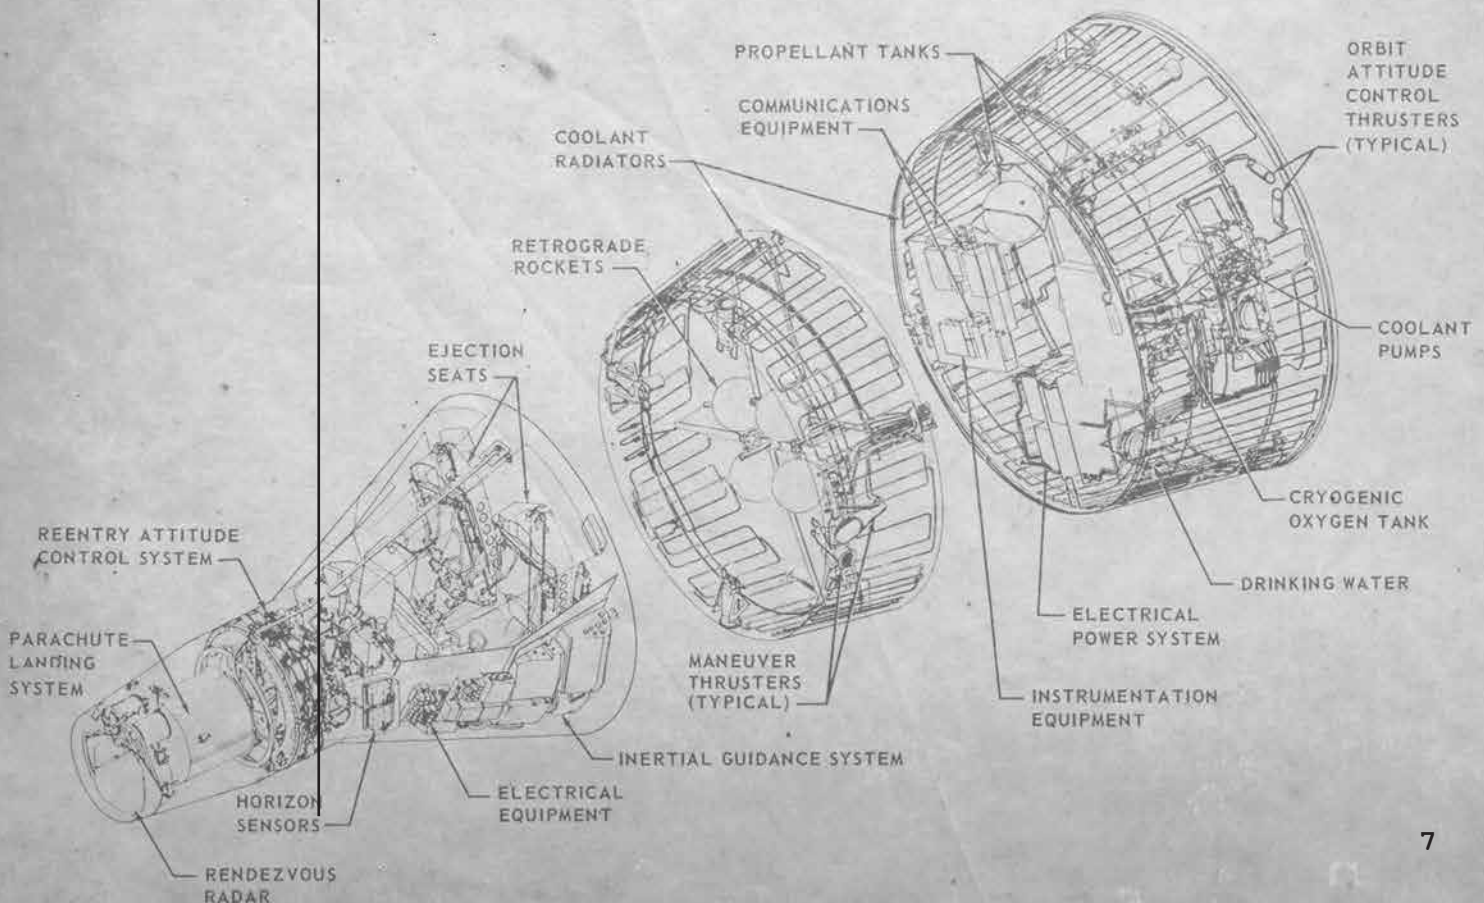 PROPELLANT TANKS
COMMUNICATIONS
EQUIPMENT
COOLANT
RADIATORS
RETROGRADE
ROCKETS
EJECTION
SEATS
REENTRY ATTITUDE
CONTROL SYSTEM
PARACHUTE
LANDING
SYSTEM
ORBIT
ATTITUDE
CONTROL
THRUSTERS
(TYPICAL)
COOLANT
PUMPS
CRYOGENIC
OXYGEN TANK
DRINKING WATER
ELECTRICAL
POWER SYSTEM
INSTRUMENTATION
EQUIPMENT
MANEUVER
THRUSTERS
(TYPICAL)
INERTIAL GUIDANCE SYSTEM
ELECTRICAL
EQUIPMENT
HORIZON
SENSORS
RENDEZVOUS
RADAR
7